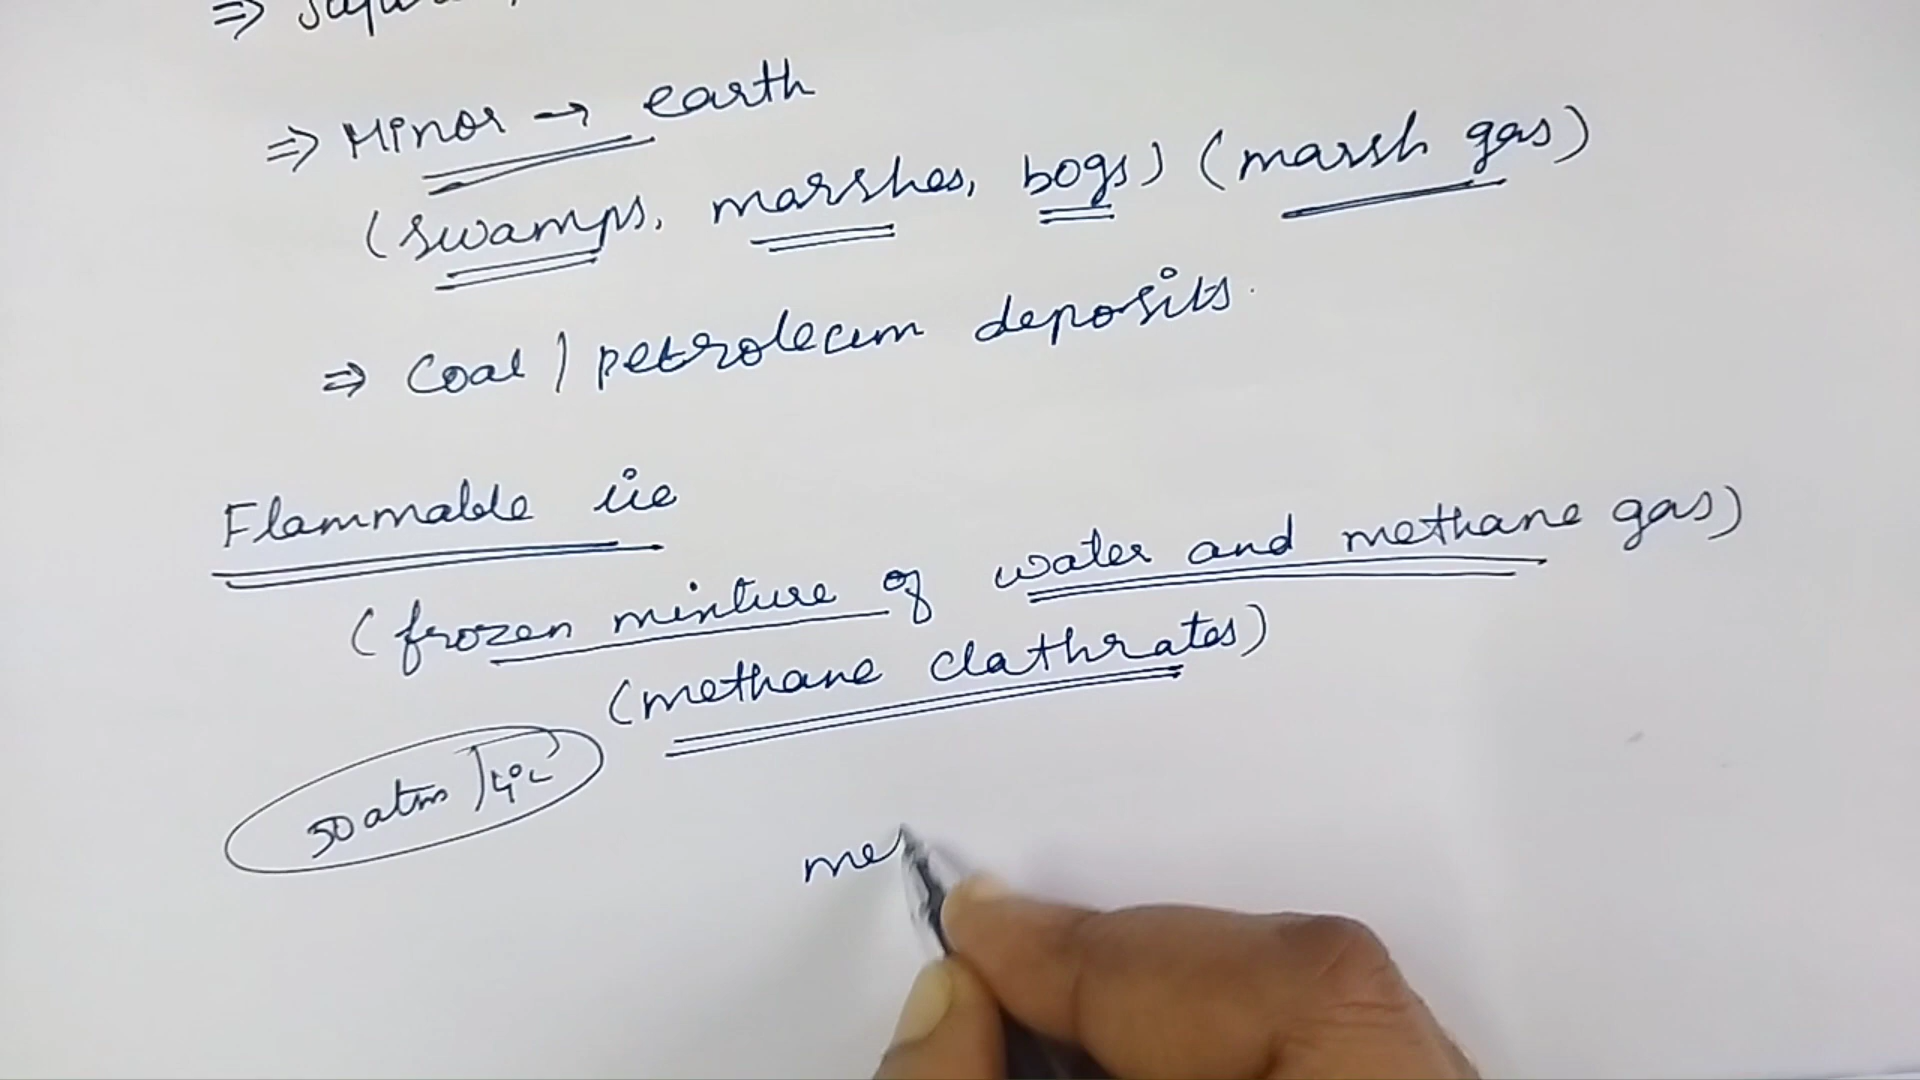 ⇒
⇒ Minor → earth
(swamps, marshes, bogs) (marsh gas)
⇒ Coal / petroleum deposits.
Flammable ice
(frozen mixture of water and methane gas)
(methane clathrates)
50 atm / 4°C
me